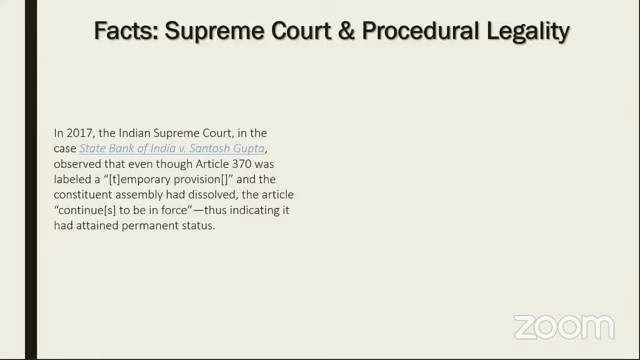 Facts: Supreme Court & Procedural Legality
In 2017, the Indian Supreme Court, in the
case State Bank of India v. Santosh Gupta,
observed that even though Article 370 was
labeled a “[t]emporary provision[]” and the
constituent assembly had dissolved, the article
“continue[s] to be in force”—thus indicating it
had attained permanent status.
zoom